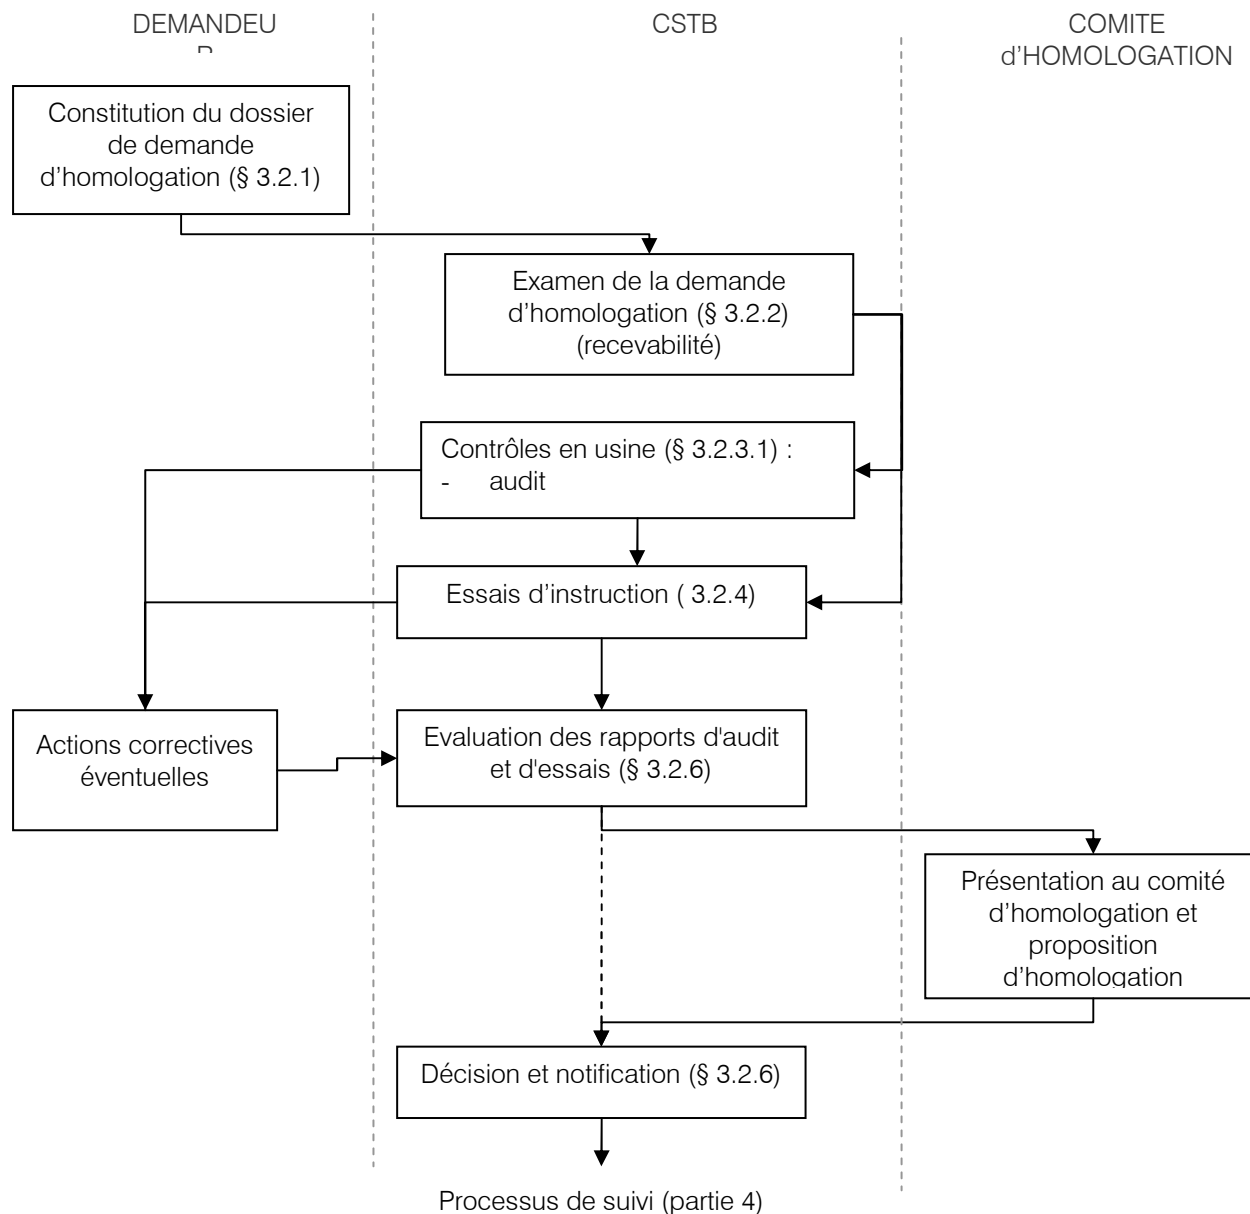 DEMANDEU
CSTB
COMITE
d'HOMOLOGATION
Constitution du dossier
de demande
d’homologation (§ 3.2.1)
Examen de la demande
d’homologation (§ 3.2.2)
(recevabilité)
Contrôles en usine (§ 3.2.3.1) :
- audit
Essais d’instruction ( 3.2.4)
Actions correctives
éventuelles
Evaluation des rapports d'audit
et d'essais (§ 3.2.6)
Présentation au comité
d’homologation et
proposition
d’homologation
Décision et notification (§ 3.2.6)
Processus de suivi (partie 4)